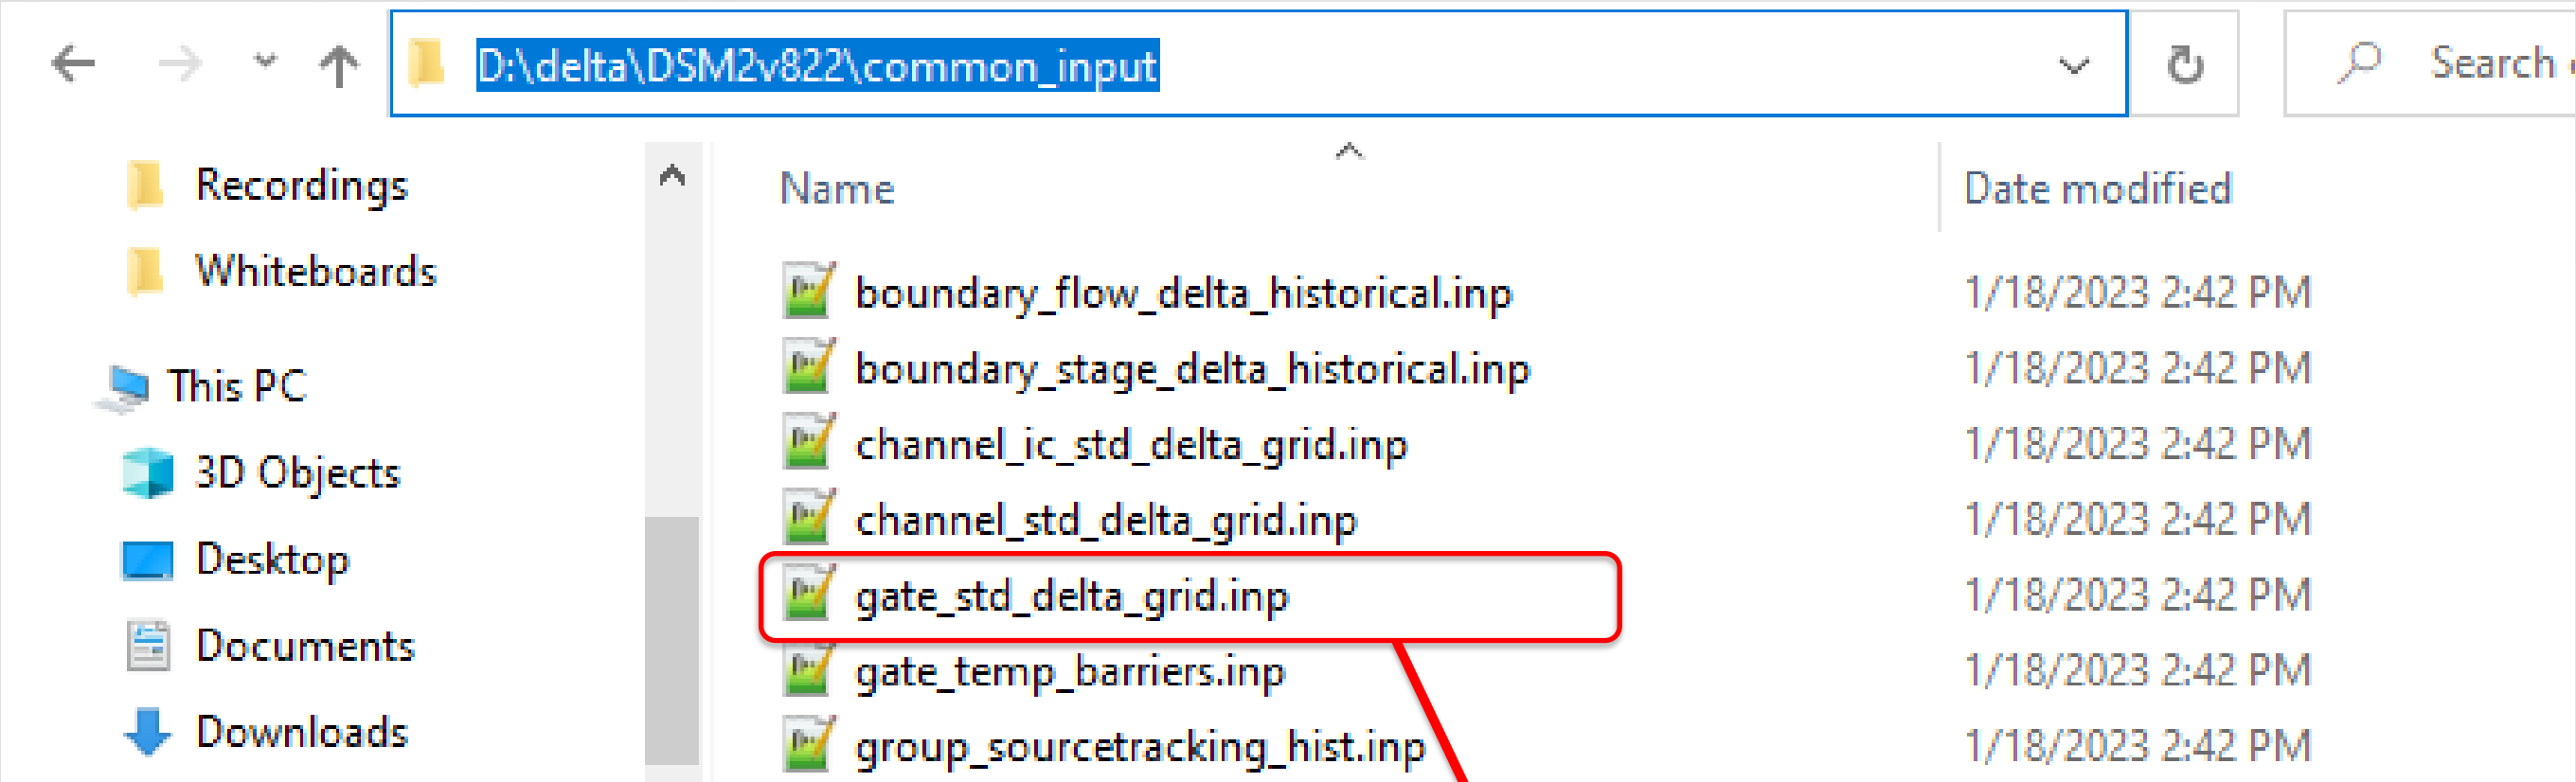 D:\delta\DSM2v822\common_input
Search
Recordings
Whiteboards
This PC
3D Objects
Desktop
Documents
Downloads
Name Date modified
boundary_flow_delta_historical.inp 1/18/2023 2:42 PM
boundary_stage_delta_historical.inp 1/18/2023 2:42 PM
channel_ic_std_delta_grid.inp 1/18/2023 2:42 PM
channel_std_delta_grid.inp 1/18/2023 2:42 PM
gate_std_delta_grid.inp 1/18/2023 2:42 PM
gate_temp_barriers.inp 1/18/2023 2:42 PM
group_sourcetracking_hist.inp 1/18/2023 2:42 PM